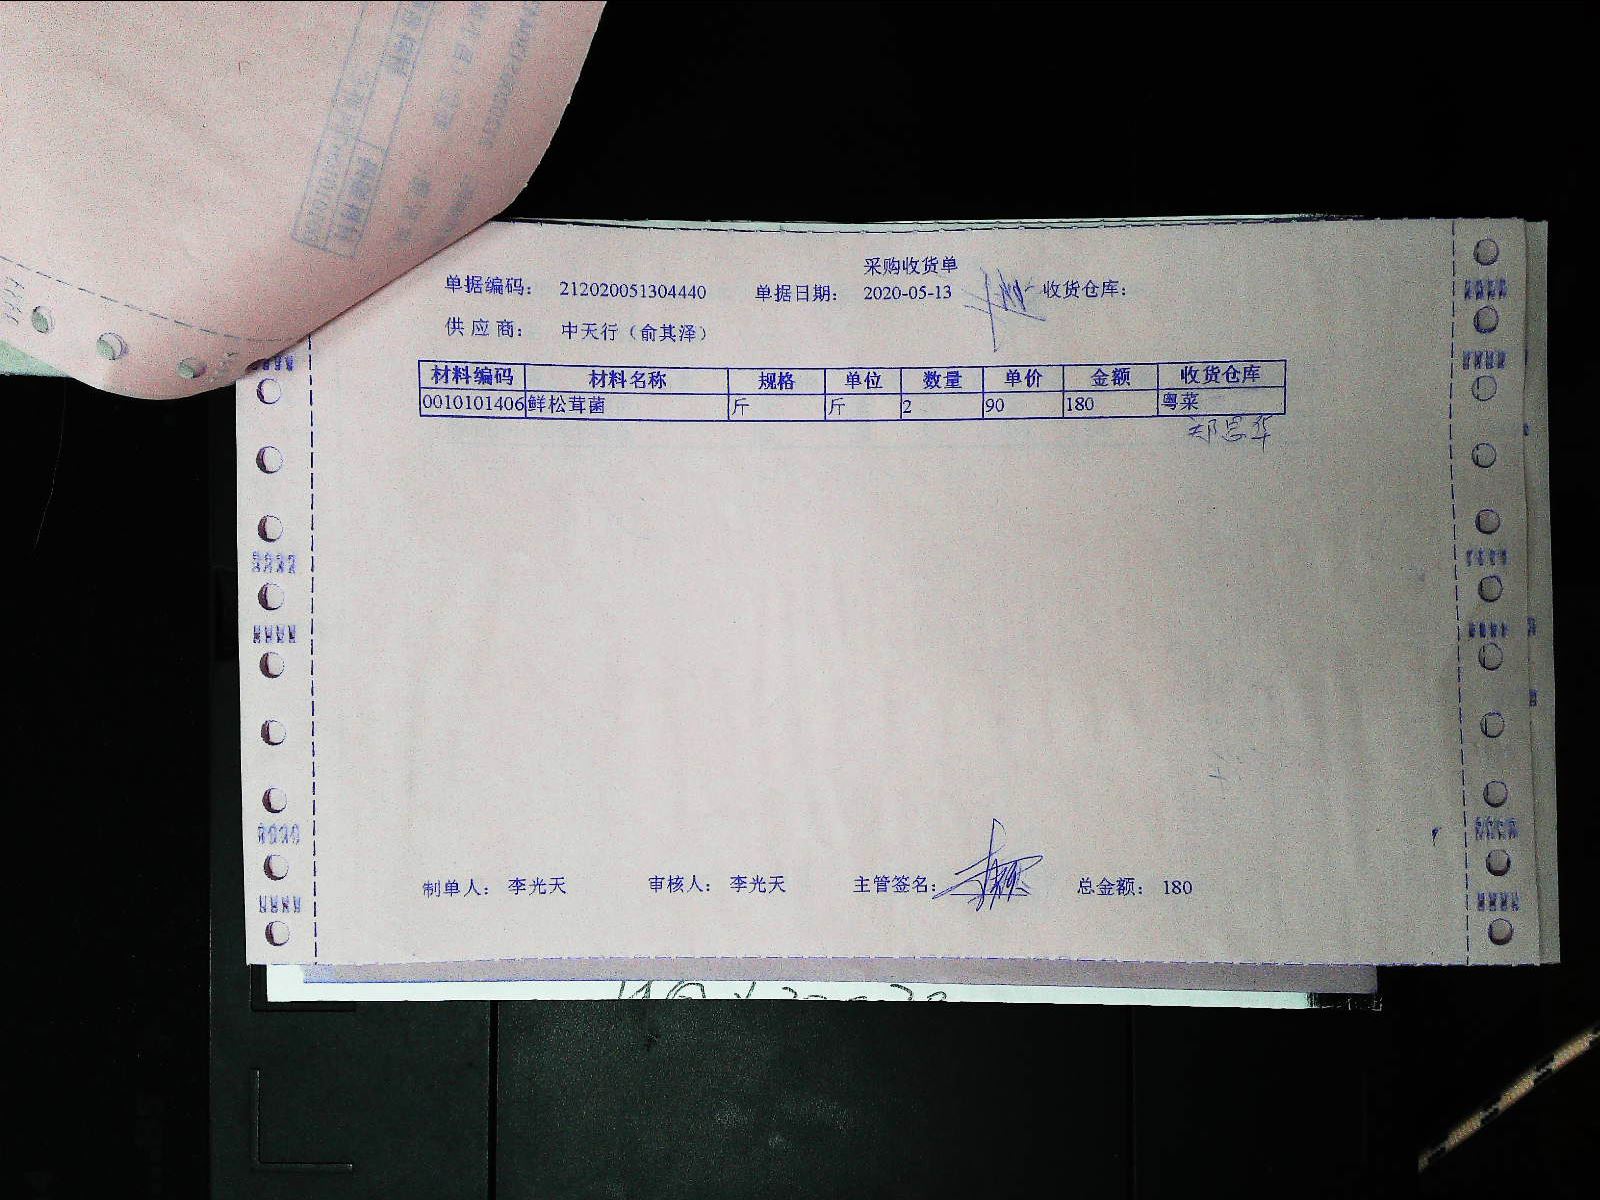 采购收货单
单据编码： 212020051304440 单据日期： 2020-05-13 收货仓库：
供应商： 中天行（俞其泽）
材料编码 材料名称 规格 单位 数量 单价 金额 收货仓库
0010101406 鲜松茸菌 斤 斤 2 90 180 粤菜
郑恩华
制单人： 李光天 审核人： 李光天 主管签名： 总金额： 180